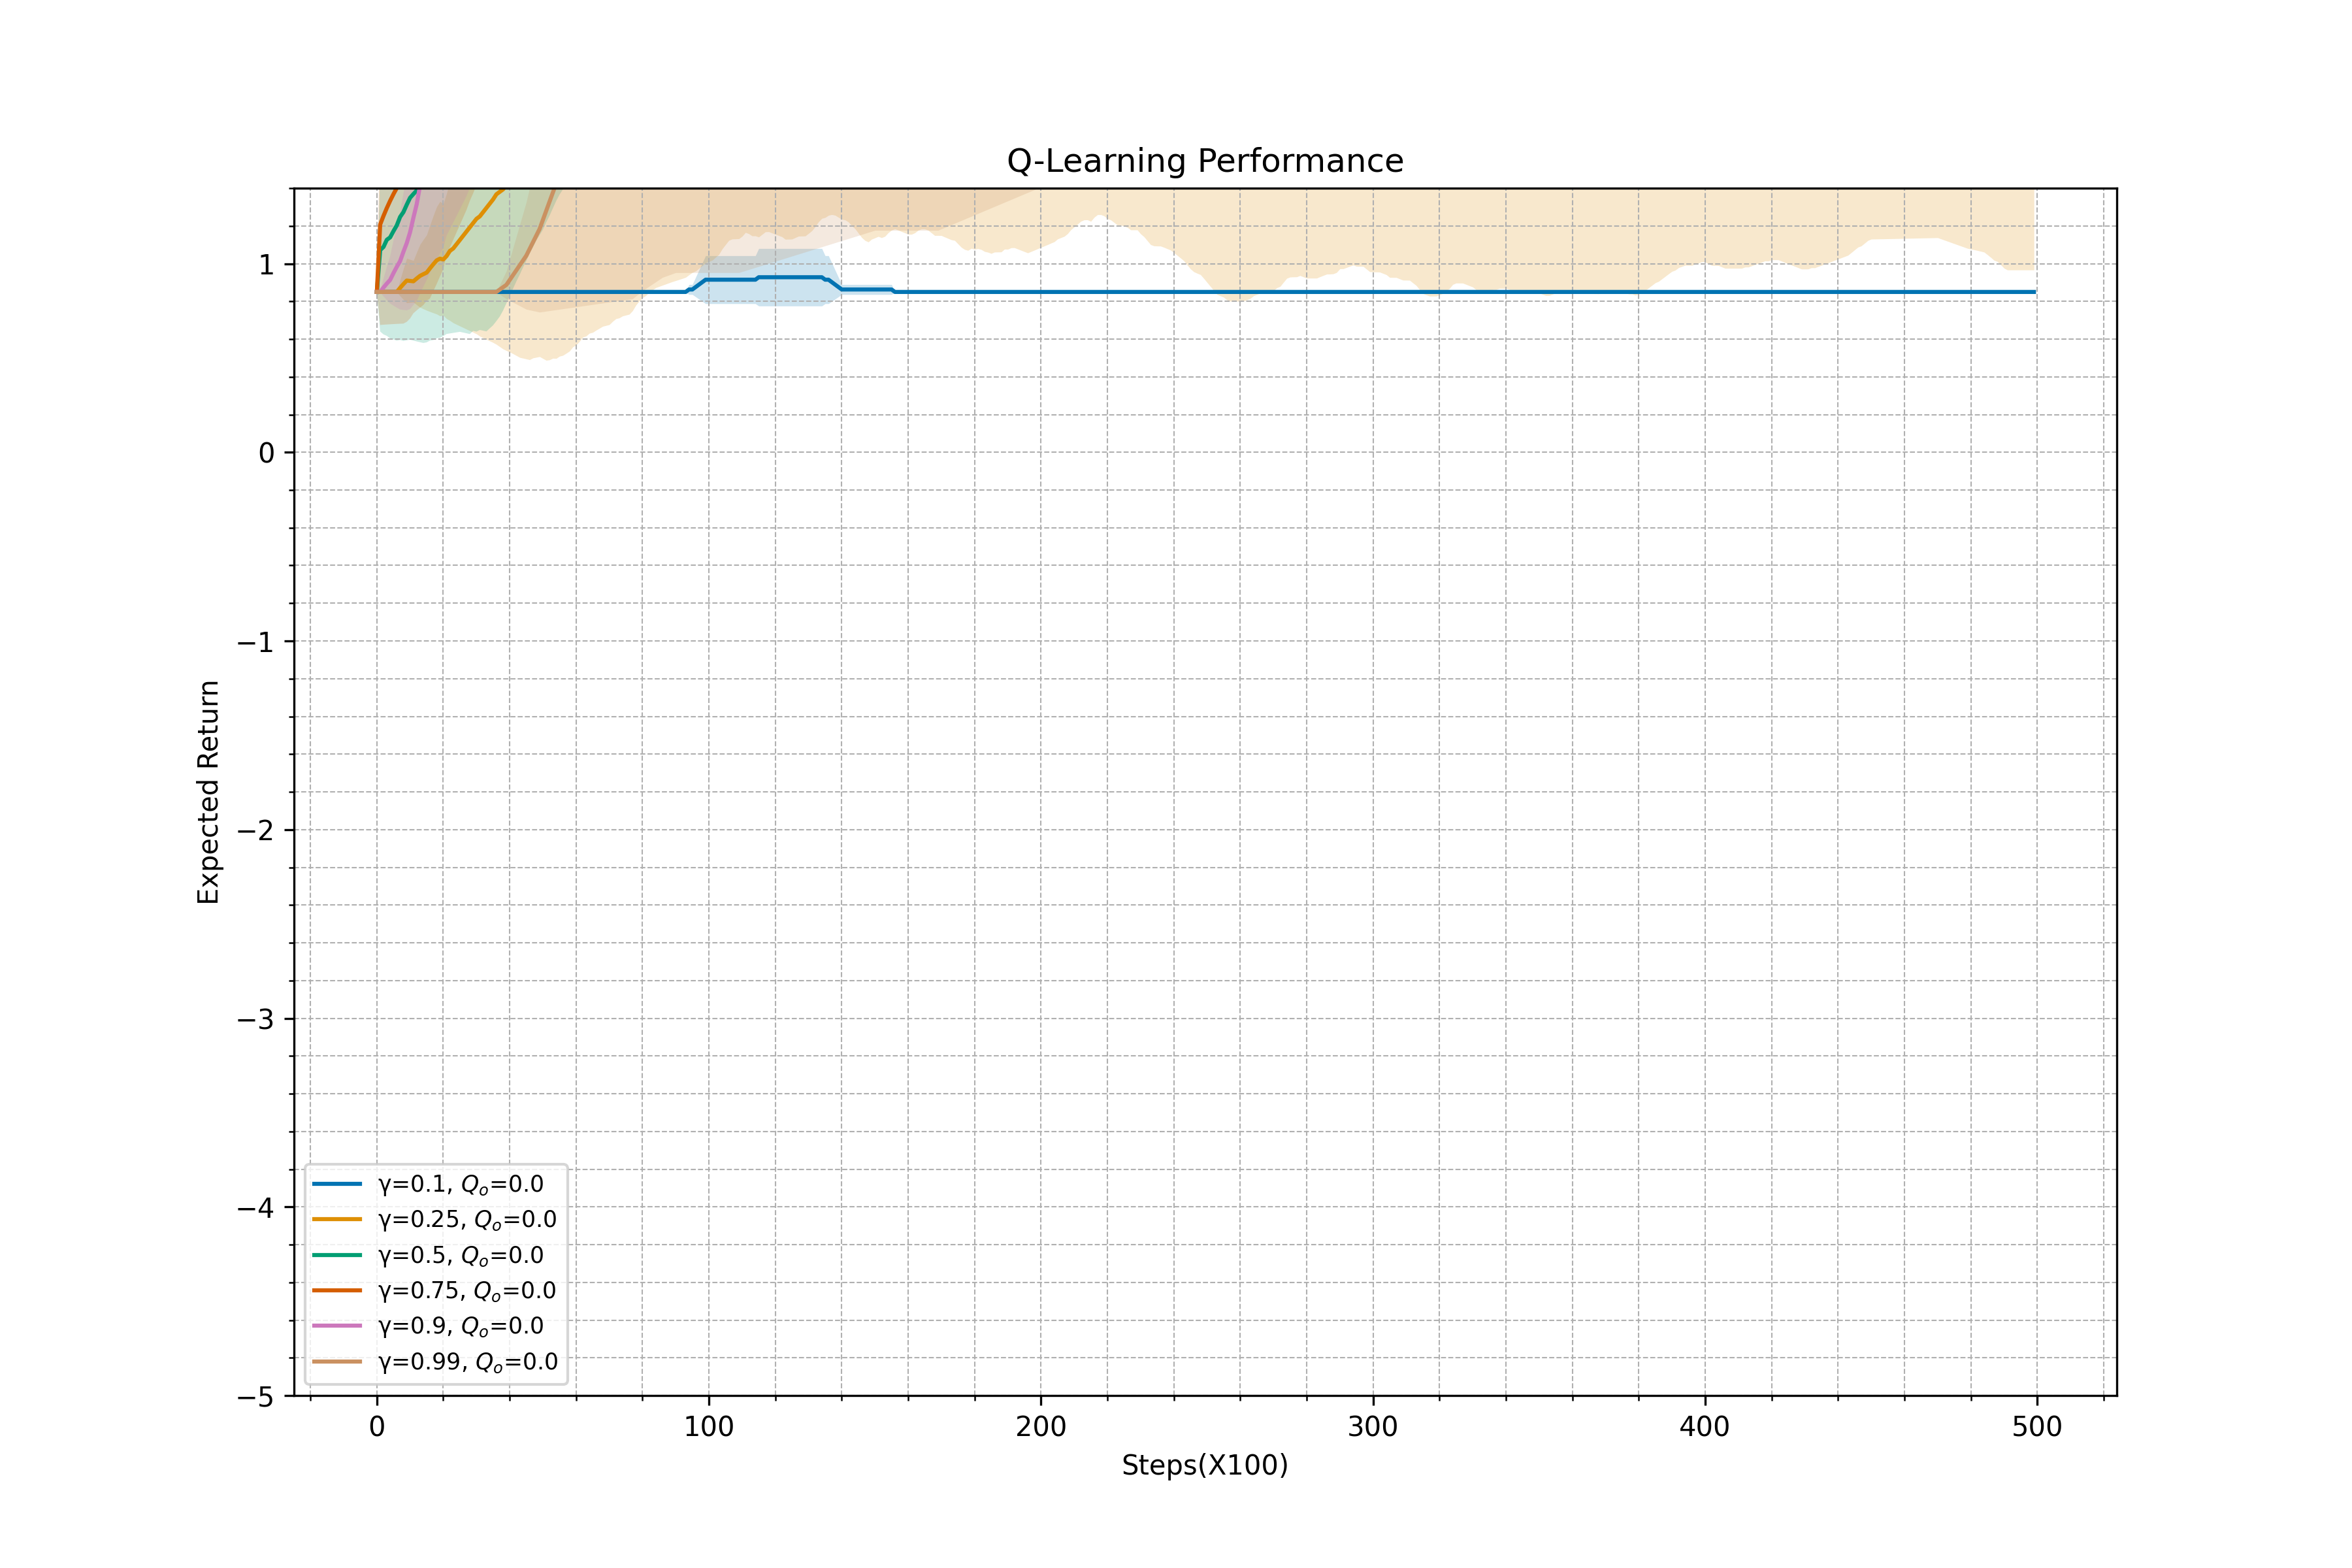 Q-Learning Performance
Expected Return
1
0
−1
−2
−3
−4
−5
γ=0.1, Qₒ=0.0
γ=0.25, Qₒ=0.0
γ=0.5, Qₒ=0.0
γ=0.75, Qₒ=0.0
γ=0.9, Qₒ=0.0
γ=0.99, Qₒ=0.0
0 100 200 300 400 500
Steps(X100)